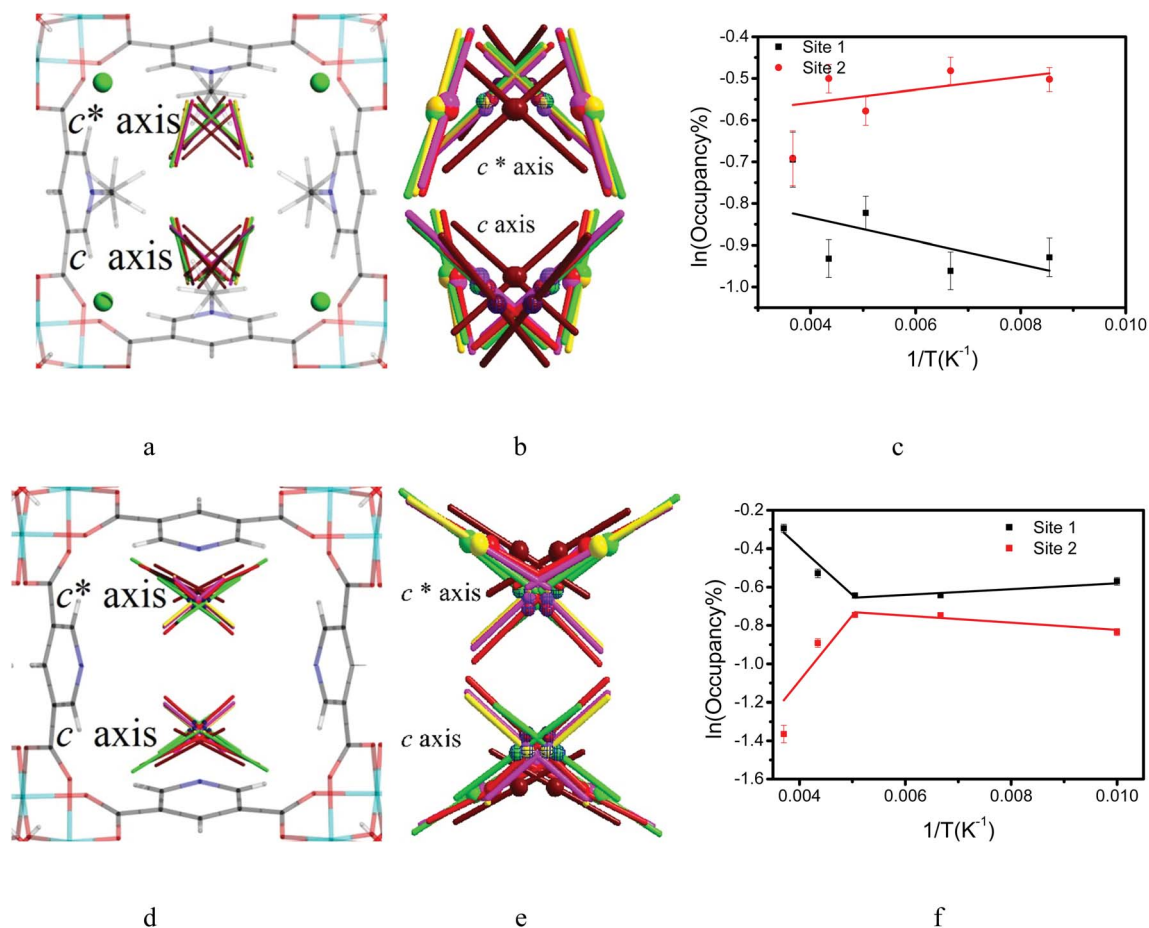 c* axis
c axis
a
c * axis
c axis
b
-0.4
-0.5
-0.6
-0.7
-0.8
-0.9
-1.0
ln(Occupancy%)
Site 1
Site 2
0.004 0.006 0.008 0.010
1/T(K⁻¹)
c
c* axis
c axis
d
c * axis
c axis
e
-0.2
-0.4
-0.6
-0.8
-1.0
-1.2
-1.4
-1.6
ln(Occupancy%)
Site 1
Site 2
0.004 0.006 0.008 0.010
1/T(K⁻¹)
f